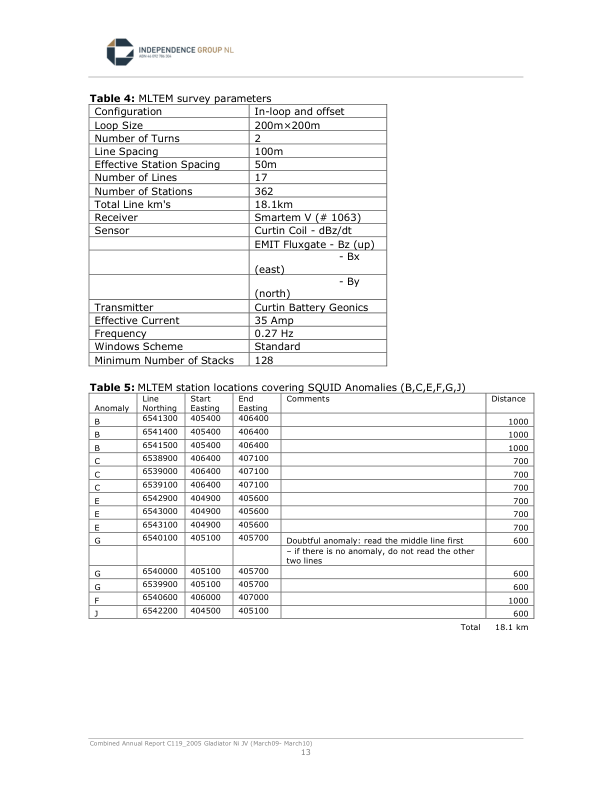 INDEPENDENCE GROUP NL
Table 4: MLTEM survey parameters
Configuration In-loop and offset
Loop Size 200m×200m
Number of Turns 2
Line Spacing 100m
Effective Station Spacing 50m
Number of Lines 17
Number of Stations 362
Total Line km's 18.1km
Receiver Smartem V (# 1063)
Sensor Curtin Coil - dBz/dt
EMIT Fluxgate - Bz (up)
- Bx
(east)
- By
(north)
Transmitter Curtin Battery Geonics
Effective Current 35 Amp
Frequency 0.27 Hz
Windows Scheme Standard
Minimum Number of Stacks 128
Table 5: MLTEM station locations covering SQUID Anomalies (B,C,E,F,G,J)
Line Start End Comments Distance
Anomaly Northing Easting Easting
B 6541300 405400 406400 1000
B 6541400 405400 406400 1000
B 6541500 405400 406400 1000
C 6538900 406400 407100 700
C 6539000 406400 407100 700
C 6539100 406400 407100 700
E 6542900 404900 405600 700
E 6543000 404900 405600 700
E 6543100 404900 405600 700
G 6540100 405100 405700 Doubtful anomaly: read the middle line first 600
– if there is no anomaly, do not read the other
two lines
G 6540000 405100 405700 600
G 6539900 405100 405700 600
F 6540600 406000 407000 1000
J 6542200 404500 405100 600
Total 18.1 km
Combined Annual Report C119_2005 Gladiator Ni JV (March09- March10)
13